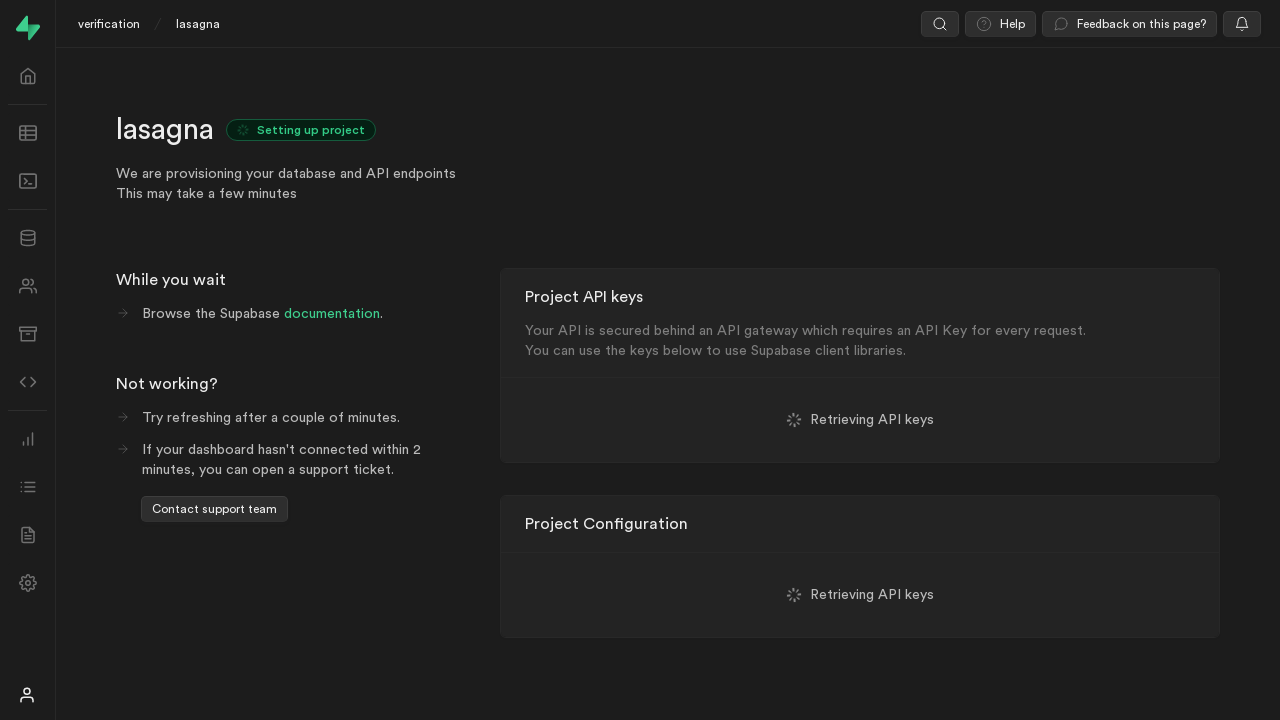 verification / lasagna
Help
Feedback on this page?
lasagna
Setting up project
We are provisioning your database and API endpoints
This may take a few minutes
While you wait
Browse the Supabase documentation.
Not working?
Try refreshing after a couple of minutes.
If your dashboard hasn't connected within 2
minutes, you can open a support ticket.
Contact support team
Project API keys
Your API is secured behind an API gateway which requires an API Key for every request.
You can use the keys below to use Supabase client libraries.
Retrieving API keys
Project Configuration
Retrieving API keys